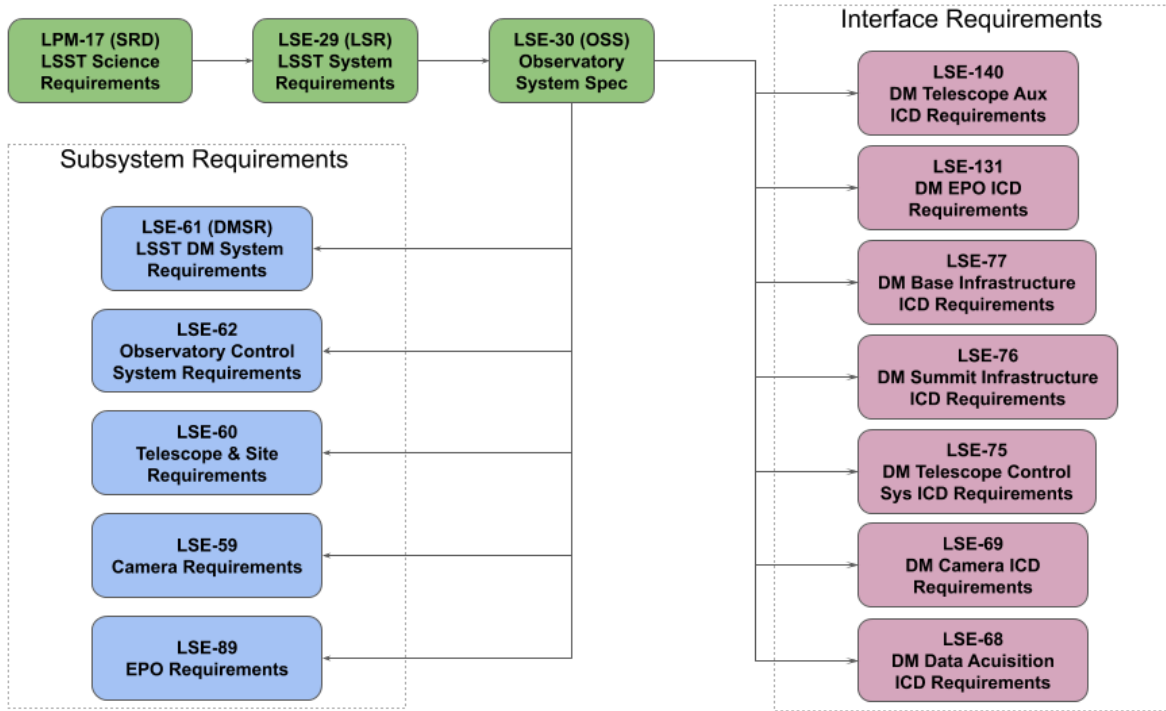 LPM-17 (SRD)
LSST Science
Requirements
LSE-29 (LSR)
LSST System
Requirements
LSE-30 (OSS)
Observatory
System Spec
Subsystem Requirements
LSE-61 (DMSR)
LSST DM System
Requirements
LSE-62
Observatory Control
System Requirements
LSE-60
Telescope & Site
Requirements
LSE-59
Camera Requirements
LSE-89
EPO Requirements
Interface Requirements
LSE-140
DM Telescope Aux
ICD Requirements
LSE-131
DM EPO ICD
Requirements
LSE-77
DM Base Infrastructure
ICD Requirements
LSE-76
DM Summit Infrastructure
ICD Requirements
LSE-75
DM Telescope Control
Sys ICD Requirements
LSE-69
DM Camera ICD
Requirements
LSE-68
DM Data Acuisition
ICD Requirements